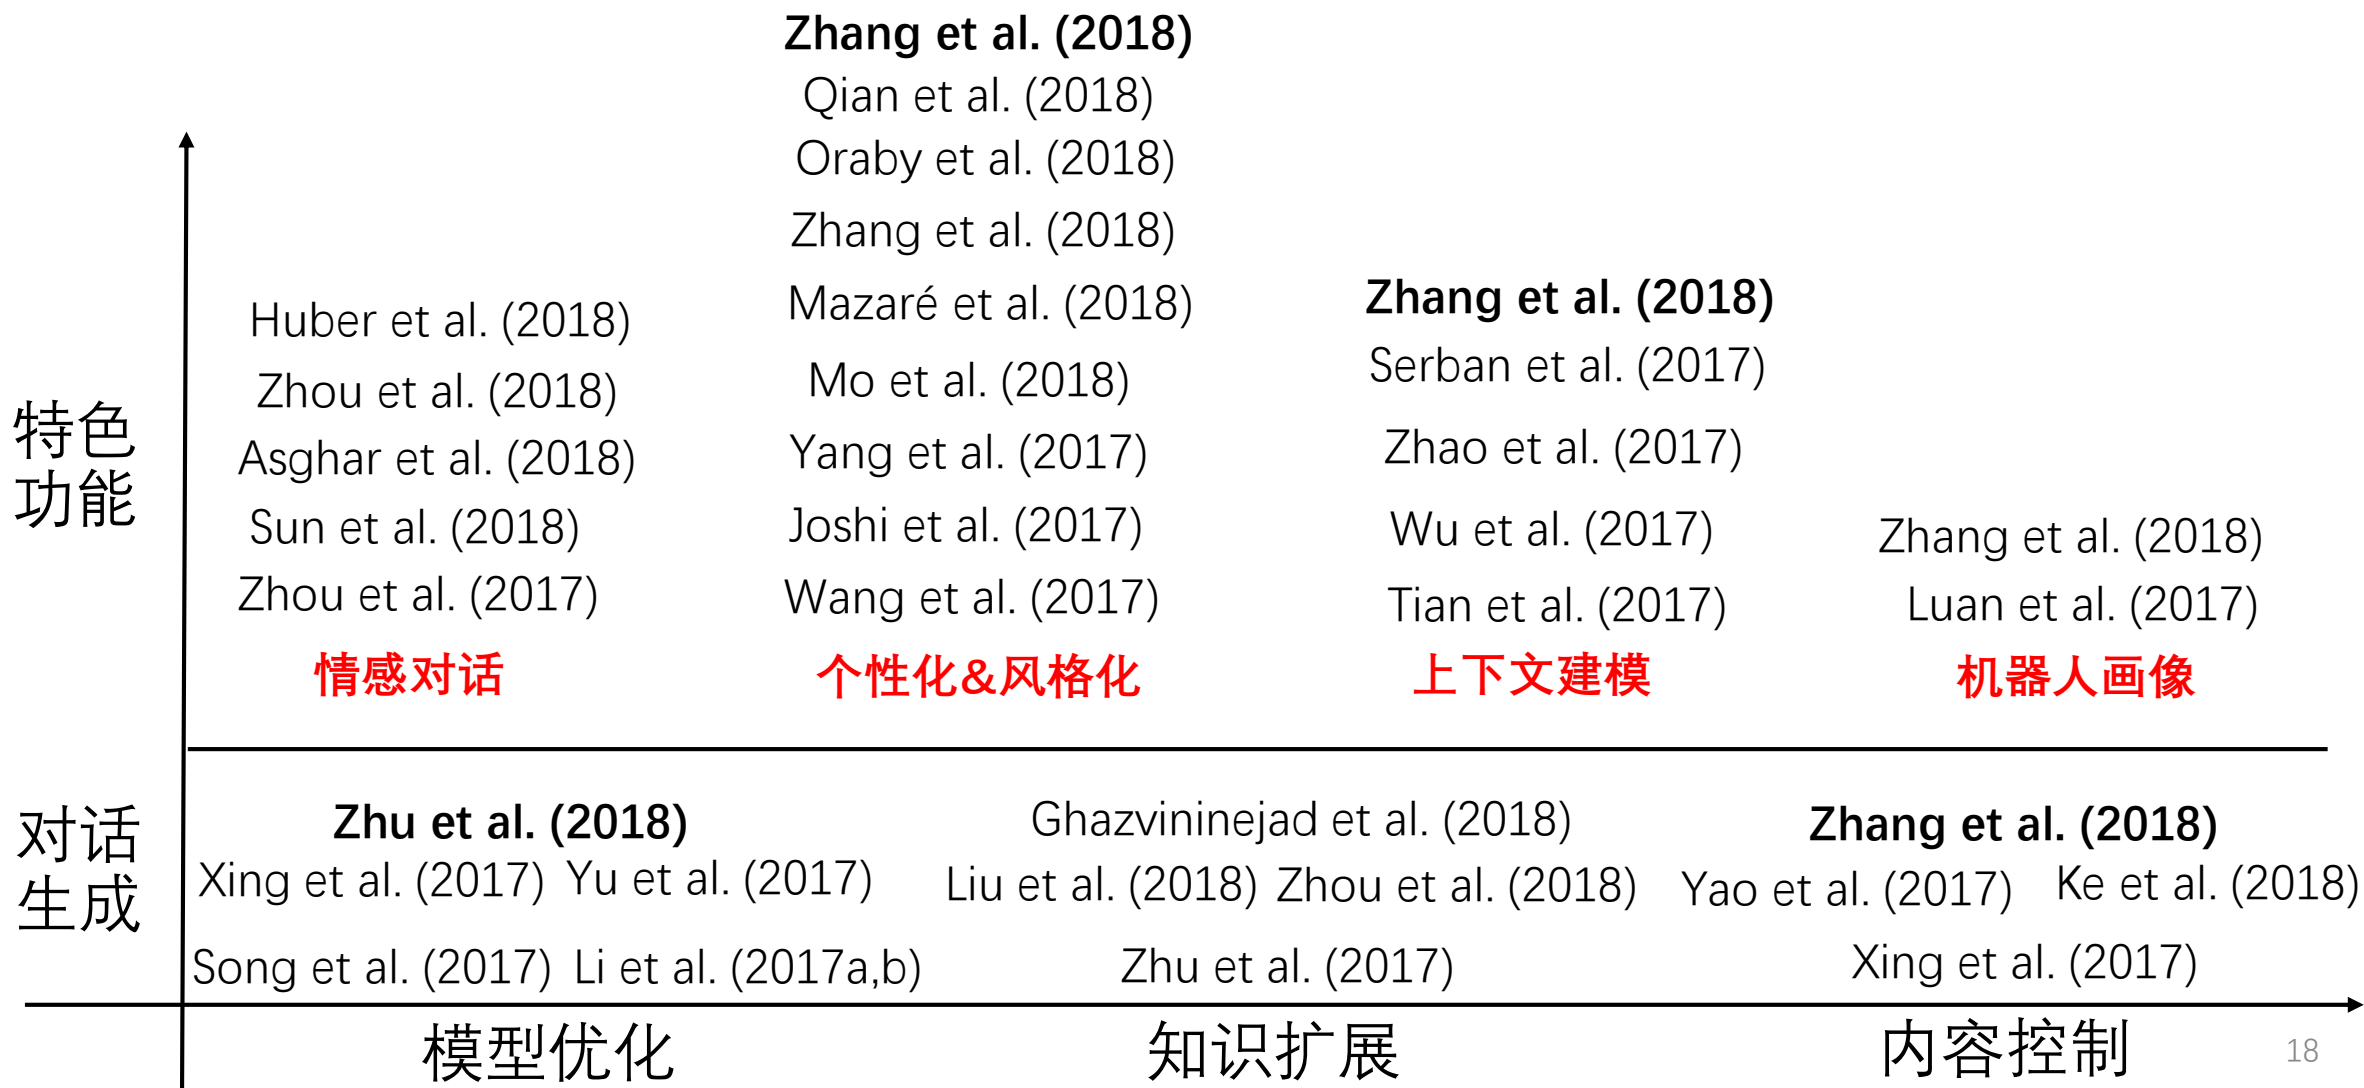 特色
功能
Huber et al. (2018)
Zhou et al. (2018)
Asghar et al. (2018)
Sun et al. (2018)
Zhou et al. (2017)
情感对话
Zhang et al. (2018)
Qian et al. (2018)
Oraby et al. (2018)
Zhang et al. (2018)
Mazaré et al. (2018)
Mo et al. (2018)
Yang et al. (2017)
Joshi et al. (2017)
Wang et al. (2017)
个性化&风格化
Zhang et al. (2018)
Serban et al. (2017)
Zhao et al. (2017)
Wu et al. (2017)
Tian et al. (2017)
上下文建模
Zhang et al. (2018)
Luan et al. (2017)
机器人画像
对话
生成
Zhu et al. (2018)
Xing et al. (2017) Yu et al. (2017)
Song et al. (2017) Li et al. (2017a,b)
Ghazvininejad et al. (2018)
Liu et al. (2018) Zhou et al. (2018)
Zhu et al. (2017)
Zhang et al. (2018)
Yao et al. (2017) Ke et al. (2018)
Xing et al. (2017)
模型优化
知识扩展
内容控制
18